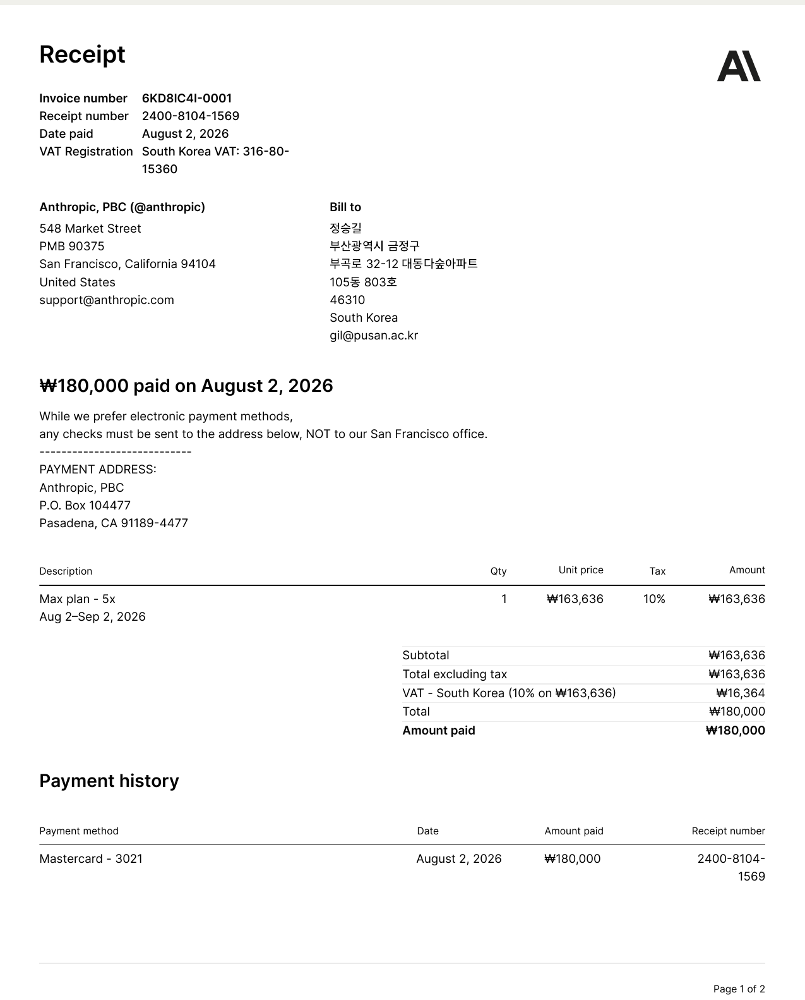 Receipt
Invoice number 6KD8IC4I-0001
Receipt number 2400-8104-1569
Date paid August 2, 2026
VAT Registration South Korea VAT: 316-80-
15360
Anthropic, PBC (@anthropic)
548 Market Street
PMB 90375
San Francisco, California 94104
United States
support@anthropic.com
Bill to
정승길
부산광역시 금정구
부곡로 32-12 대동다숲아파트
105동 803호
46310
South Korea
gil@pusan.ac.kr
₩180,000 paid on August 2, 2026
While we prefer electronic payment methods,
any checks must be sent to the address below, NOT to our San Francisco office.
----------------------------
PAYMENT ADDRESS:
Anthropic, PBC
P.O. Box 104477
Pasadena, CA 91189-4477
Description Qty Unit price Tax Amount
Max plan - 5x 1 ₩163,636 10% ₩163,636
Aug 2–Sep 2, 2026
Subtotal ₩163,636
Total excluding tax ₩163,636
VAT - South Korea (10% on ₩163,636) ₩16,364
Total ₩180,000
Amount paid ₩180,000
Payment history
Payment method Date Amount paid Receipt number
Mastercard - 3021 August 2, 2026 ₩180,000 2400-8104-
1569
Page 1 of 2